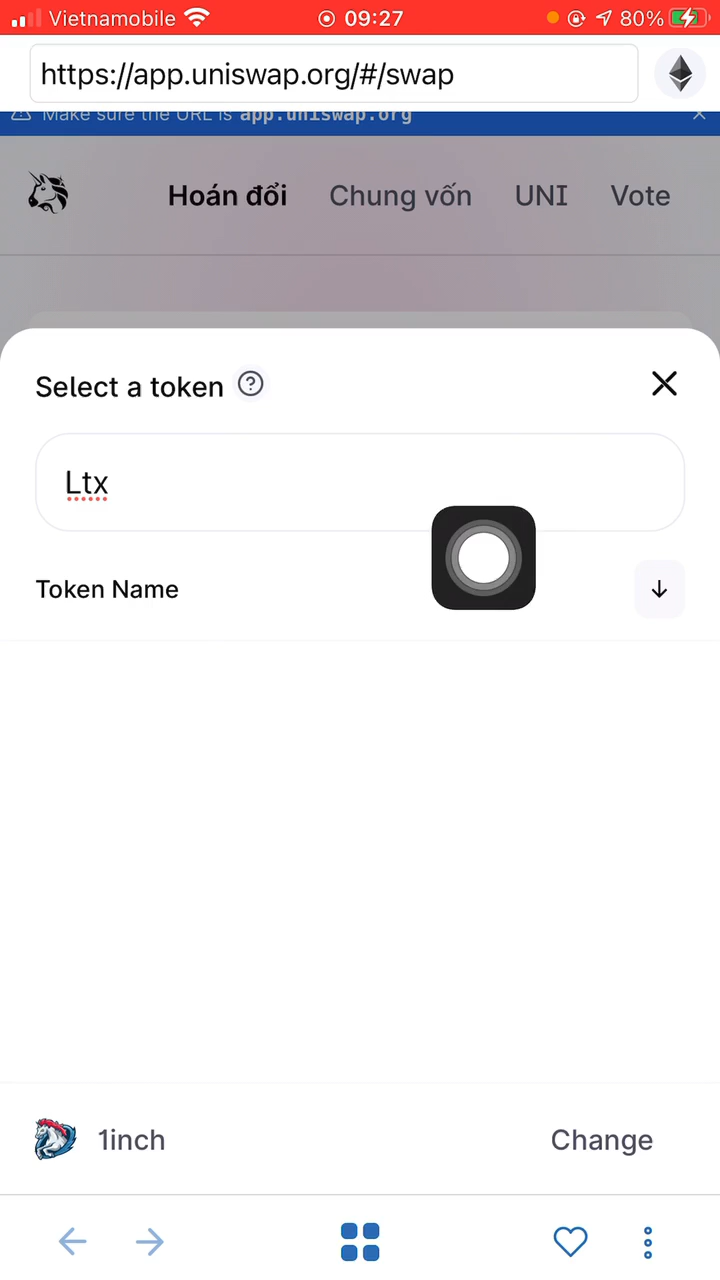 Vietnamobile 09:27 80%
https://app.uniswap.org/#/swap
Make sure the URL is app.uniswap.org
Hoán đổi Chung vốn UNI Vote
Select a token
Ltx
Token Name
1inch Change